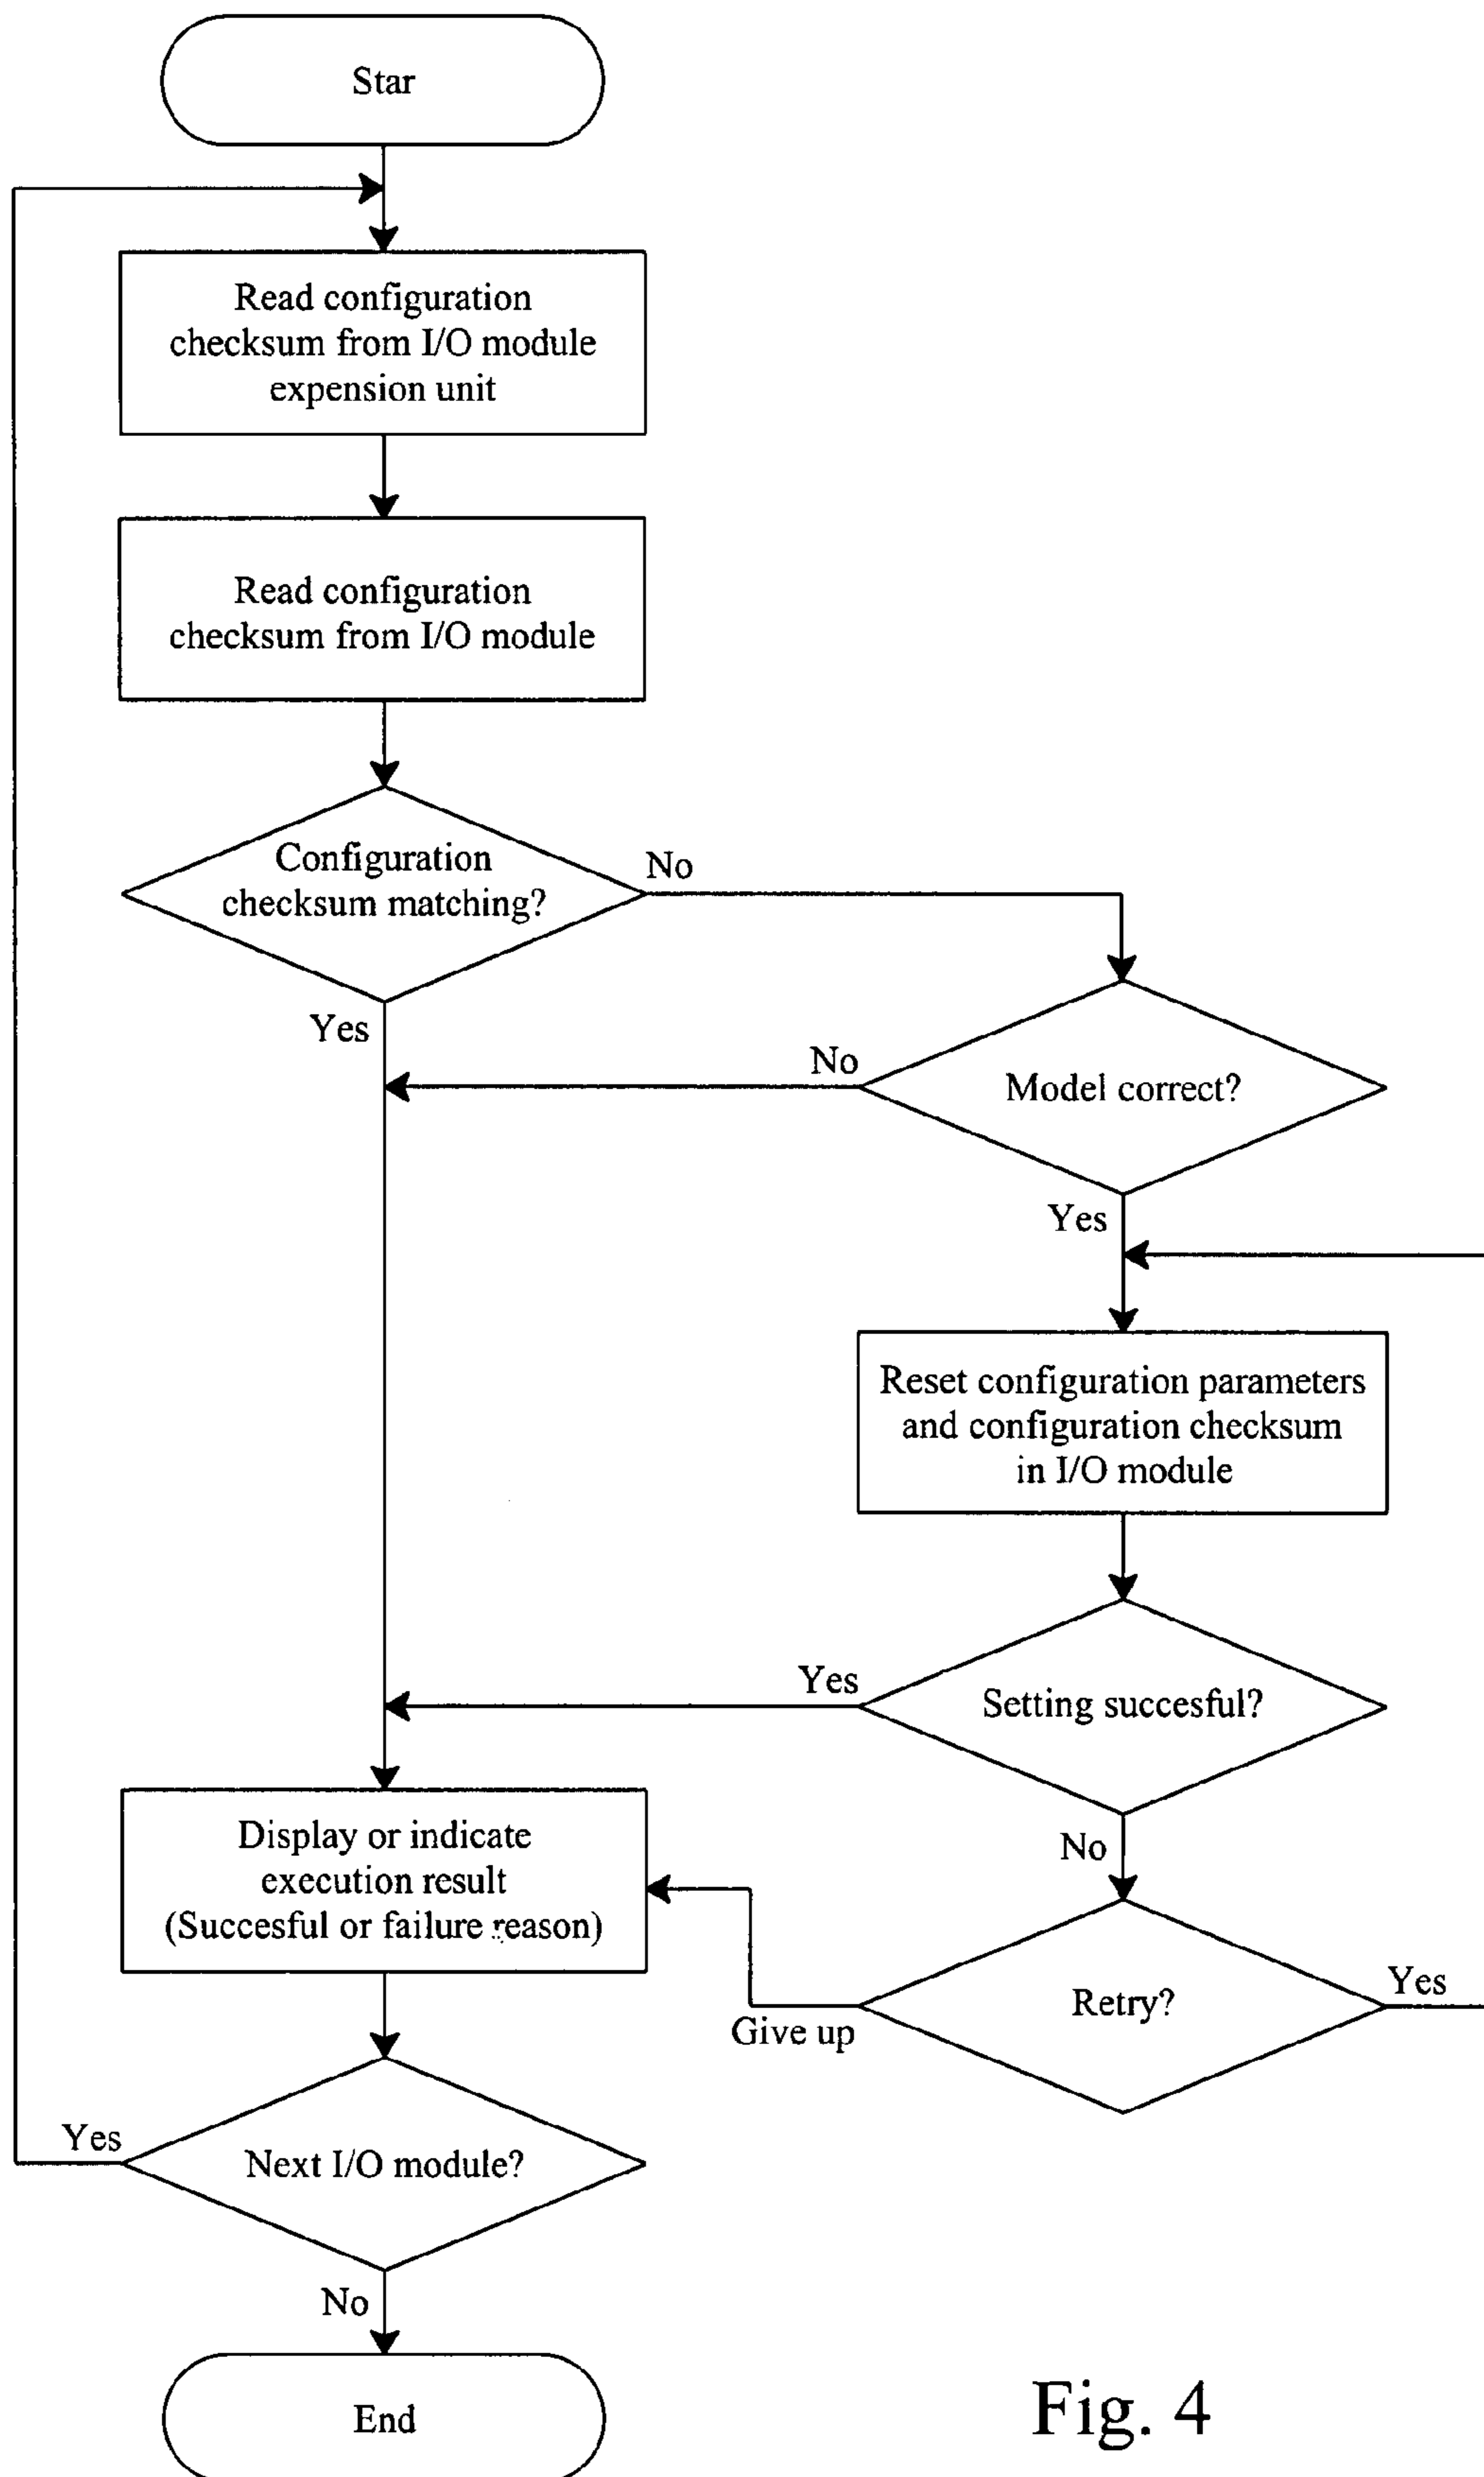 Star
Read configuration
checksum from I/O module
expension unit
Read configuration
checksum from I/O module
Configuration
checksum matching?
No
Yes
No
Model correct?
Yes
Reset configuration parameters
and configuration checksum
in I/O module
Yes
Setting succesful?
No
Display or indicate
execution result
(Succesful or failure reason)
Give up
Retry?
Yes
Yes
Next I/O module?
No
End
Fig. 4